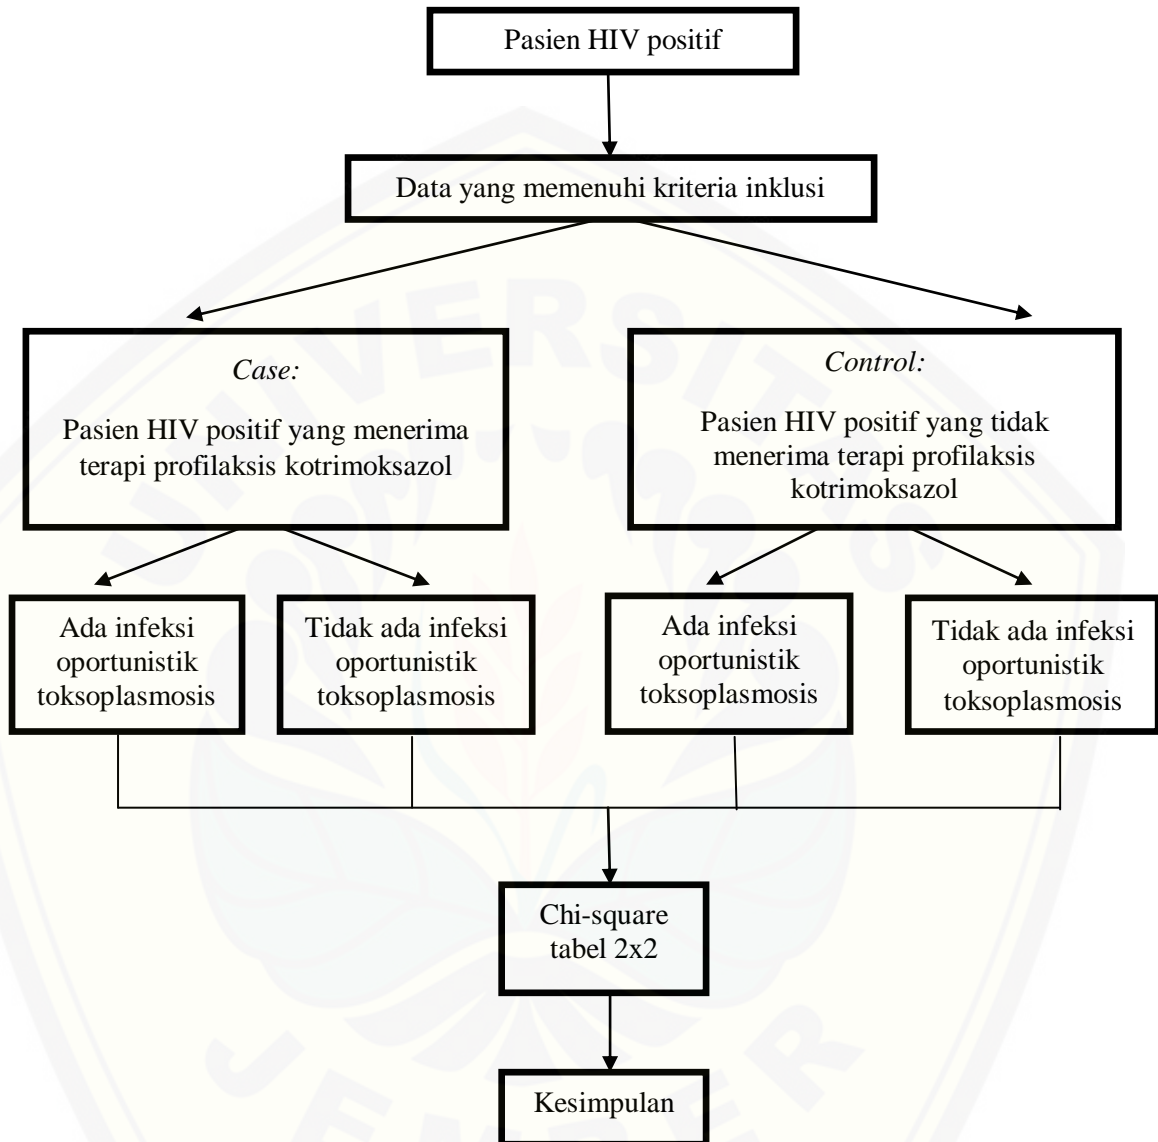 Pasien HIV positif
Data yang memenuhi kriteria inklusi
Case:
Pasien HIV positif yang menerima
terapi profilaksis kotrimoksazol
Control:
Pasien HIV positif yang tidak
menerima terapi profilaksis
kotrimoksazol
Ada infeksi
oportunistik
toksoplasmosis
Tidak ada infeksi
oportunistik
toksoplasmosis
Ada infeksi
oportunistik
toksoplasmosis
Tidak ada infeksi
oportunistik
toksoplasmosis
Chi-square
tabel 2x2
Kesimpulan
UNIVERSITAS
JEMBER